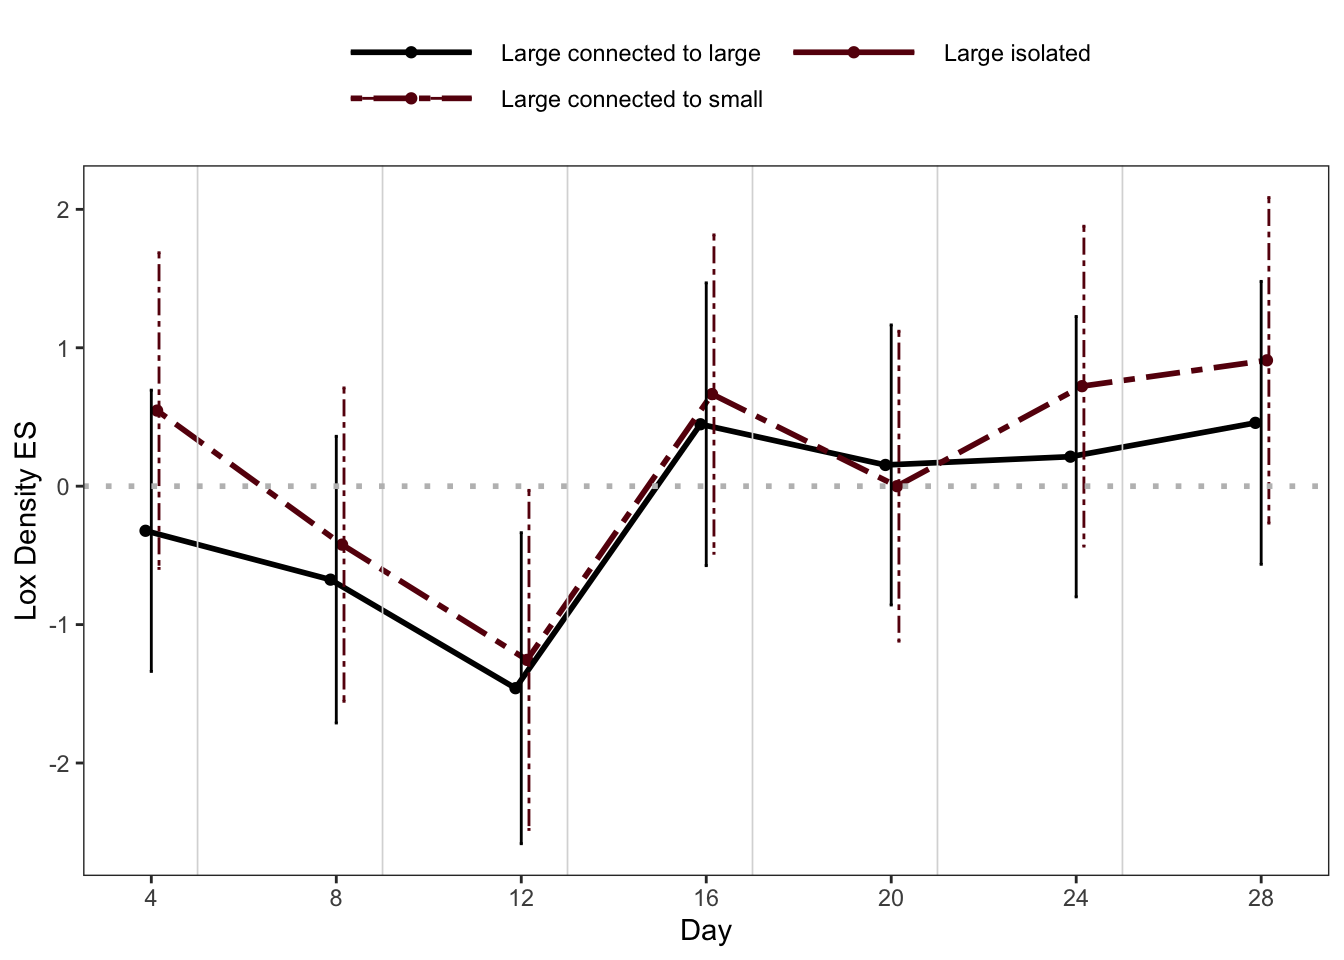 Large connected to large Large isolated
Large connected to small
2
1
0
-1
-2
Lox Density ES
4 8 12 16 20 24 28
Day